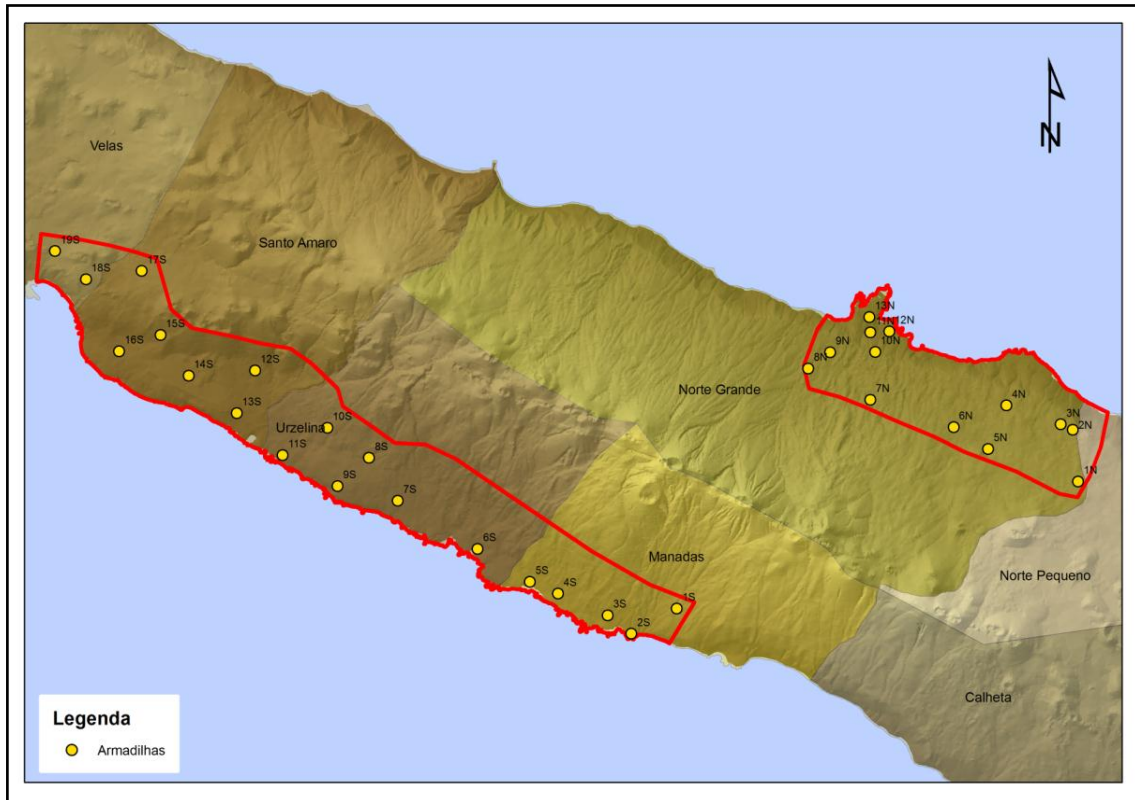 N
Velas
Santo Amaro
19S
18S
17S
15S
16S
14S
12S
13S
Urzelina
10S
11S
8S
9S
7S
6S
5S
4S
3S
2S
1S
Manadas
Norte Grande
13N
11N
12N
10N
9N
8N
7N
6N
5N
4N
3N
2N
1N
Norte Pequeno
Calheta
Legenda
Armadilhas